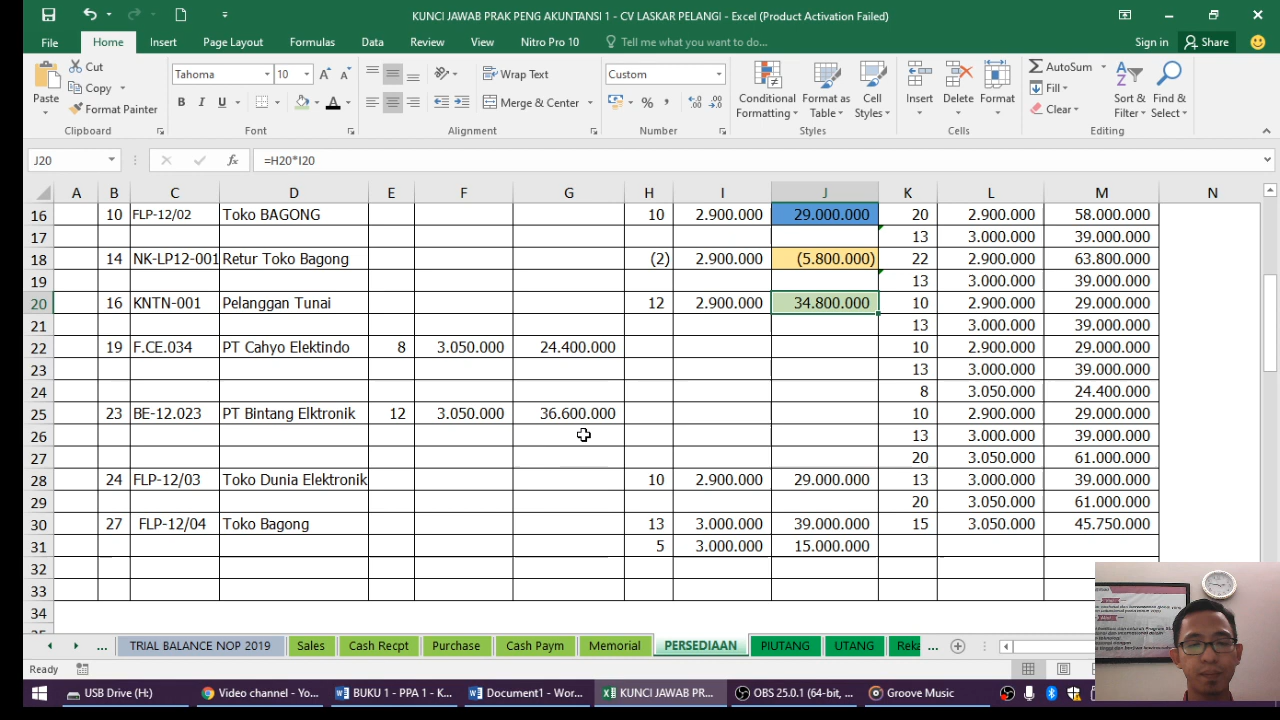 KUNCI JAWAB PRAK PENG AKUNTANSI 1 - CV LASKAR PELANGI - Excel (Product Activation Failed)
File Home Insert Page Layout Formulas Data Review View Nitro Pro 10 Tell me what you want to do... Sign in Share
Paste Cut Copy Format Painter
Tahoma 10
B I U A
Wrap Text
Merge & Center
Custom
%
Conditional Formatting Format as Table Cell Styles
Insert Delete Format
AutoSum Fill Clear
Sort & Filter Find & Select
Clipboard Font Alignment Number Styles Cells Editing
J20 fx =H20*I20
A B C D E F G H I J K L M N
16 10 FLP-12/02 Toko BAGONG 10 2.900.000 29.000.000 20 2.900.000 58.000.000
17 13 3.000.000 39.000.000
18 14 NK-LP12-001 Retur Toko Bagong (2) 2.900.000 (5.800.000) 22 2.900.000 63.800.000
19 13 3.000.000 39.000.000
20 16 KNTN-001 Pelanggan Tunai 12 2.900.000 34.800.000 10 2.900.000 29.000.000
21 13 3.000.000 39.000.000
22 19 F.CE.034 PT Cahyo Elektindo 8 3.050.000 24.400.000 10 2.900.000 29.000.000
23 13 3.000.000 39.000.000
24 8 3.050.000 24.400.000
25 23 BE-12.023 PT Bintang Elktronik 12 3.050.000 36.600.000 10 2.900.000 29.000.000
26 13 3.000.000 39.000.000
27 20 3.050.000 61.000.000
28 24 FLP-12/03 Toko Dunia Elektronik 10 2.900.000 29.000.000 13 3.000.000 39.000.000
29 20 3.050.000 61.000.000
30 27 FLP-12/04 Toko Bagong 13 3.000.000 39.000.000 15 3.050.000 45.750.000
31 5 3.000.000 15.000.000
32
33
34
... TRIAL BALANCE NOP 2019 Sales Cash Recpt Purchase Cash Paym Memorial PERSEDIAAN PIUTANG UTANG Reka ...
Ready
USB Drive (H:) Video channel - Yo... BUKU 1 - PPA 1 - K... Document1 - Wor... KUNCI JAWAB PR... OBS 25.0.1 (64-bit, ... Groove Music